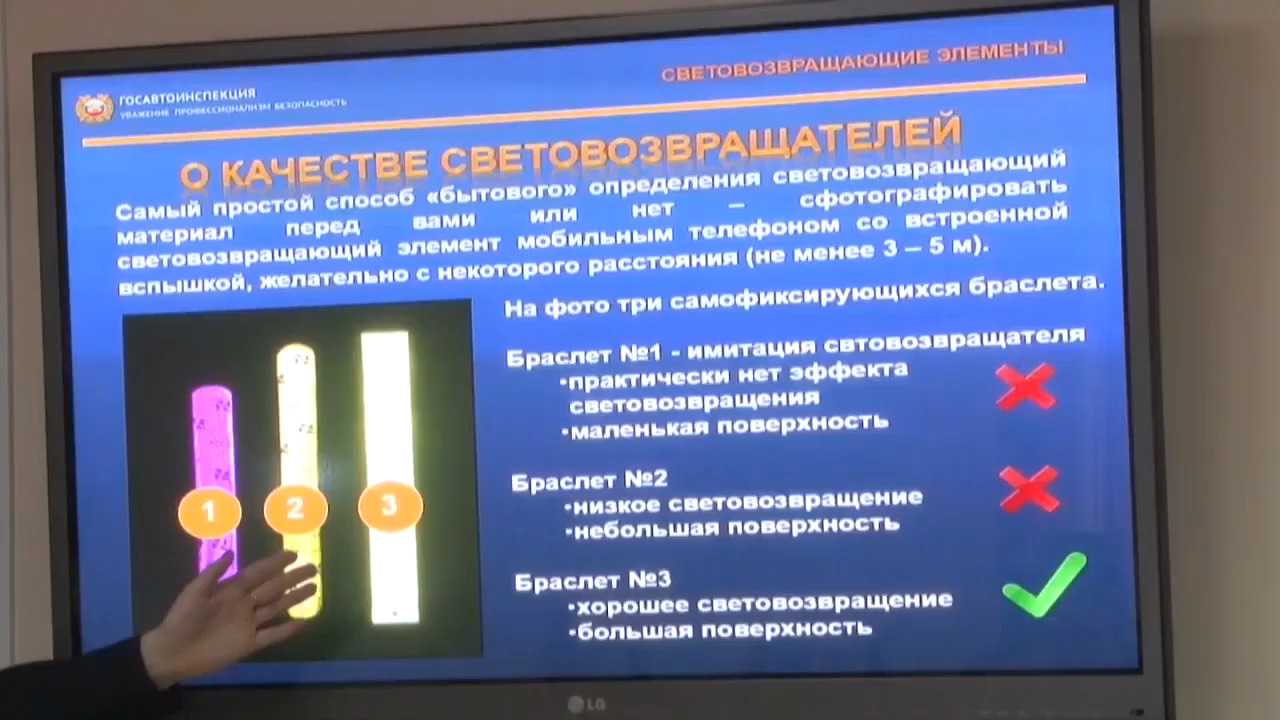 СВЕТОВОЗВРАЩАЮЩИЕ ЭЛЕМЕНТЫ
ГОСАВТОИНСПЕКЦИЯ
УВАЖЕНИЕ ПРОФЕССИОНАЛИЗМ БЕЗОПАСНОСТЬ
О КАЧЕСТВЕ СВЕТОВОЗВРАЩАТЕЛЕЙ
Самый простой способ «бытового» определения световозвращающий
материал перед вами или нет – сфотографировать
световозвращающий элемент мобильным телефоном со встроенной
вспышкой, желательно с некоторого расстояния (не менее 3 – 5 м).
На фото три самофиксирующихся браслета.
Браслет №1 - имитация свтовозвращателя
•практически нет эффекта
световозвращения
•маленькая поверхность
Браслет №2
•низкое световозвращение
•небольшая поверхность
Браслет №3
•хорошее световозвращение
•большая поверхность
1
2
3
LG